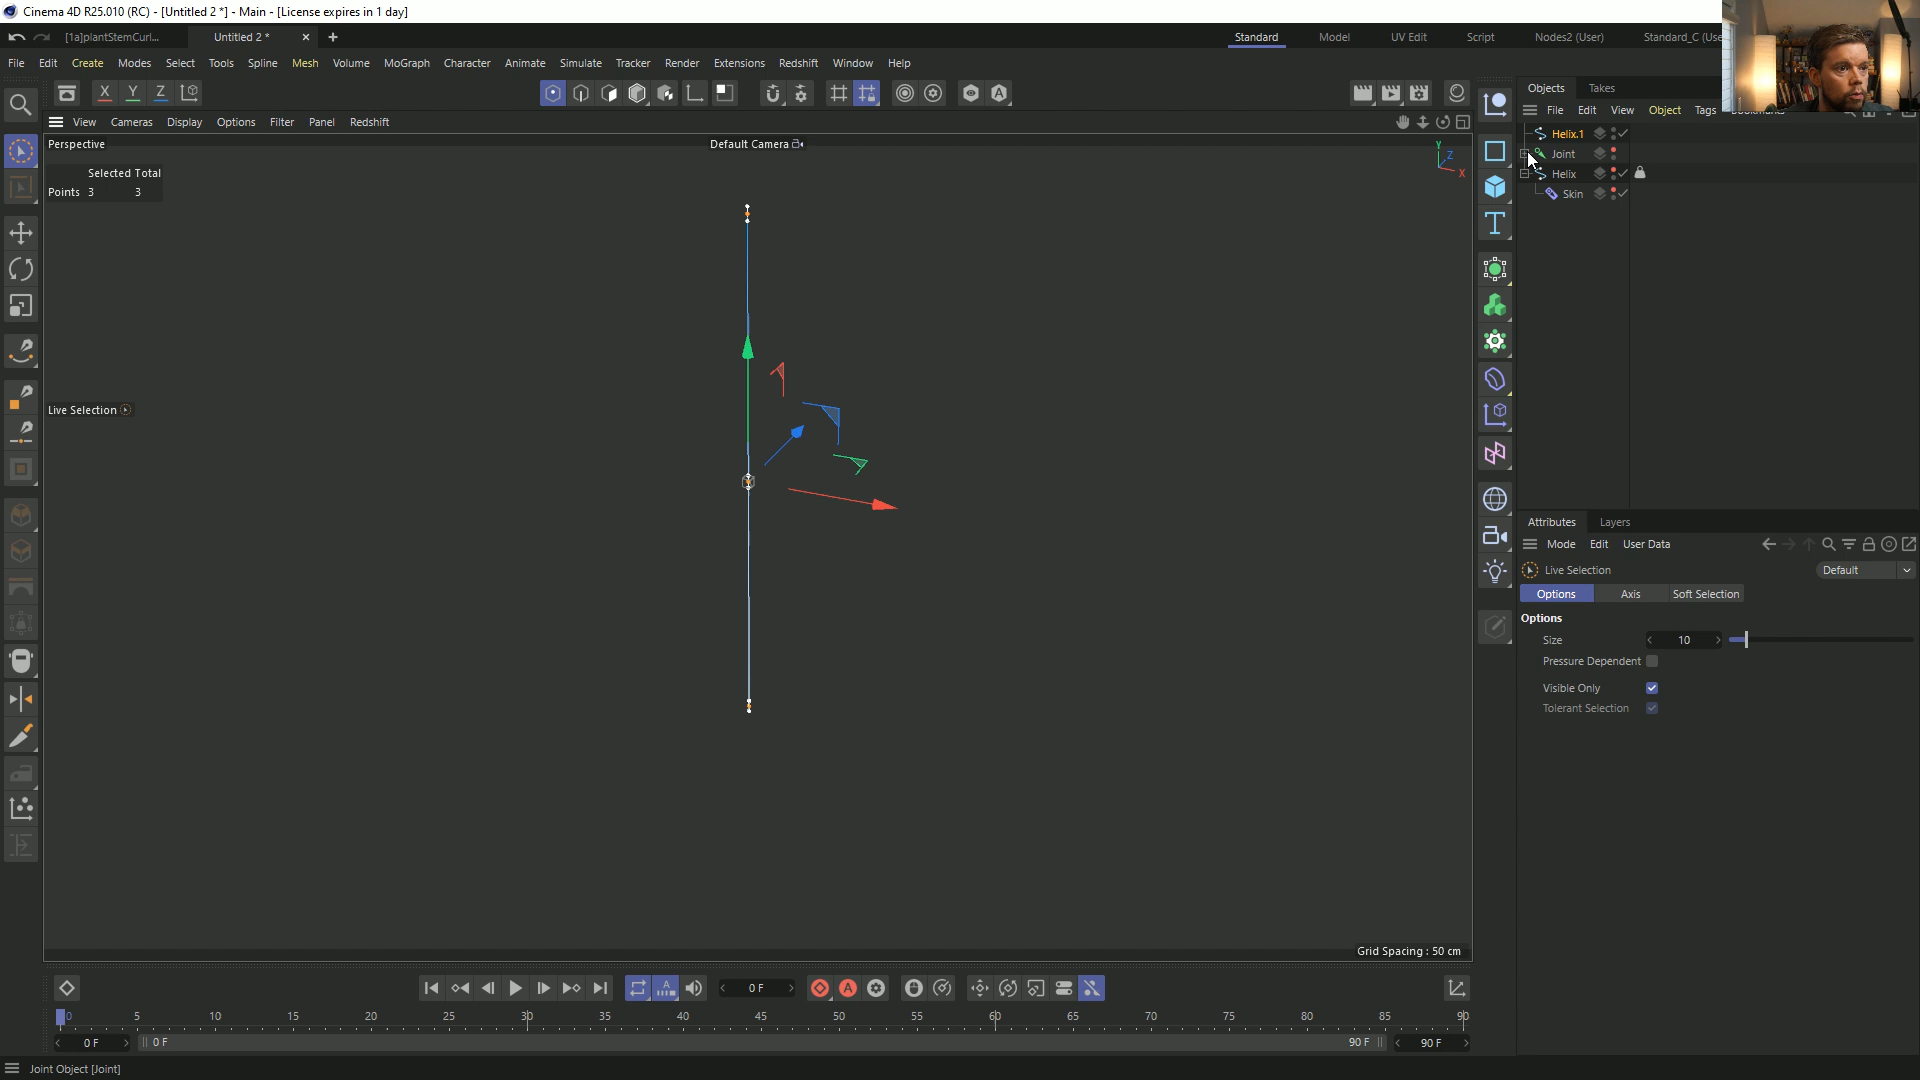 Cinema 4D R25.010 (RC) - [Untitled 2 *] - Main - [License expires in 1 day]
[1a]plantStemCurl...
Untitled 2 *
Standard
Model
UV Edit
Script
Nodes2 (User)
Standard_C (Use
File Edit Create Modes Select Tools Spline Mesh Volume MoGraph Character Animate Simulate Tracker Render Extensions Redshift Window Help
X Y Z
Objects Takes
View Cameras Display Options Filter Panel Redshift
File Edit View Object Tags
Perspective
Default Camera
Y
Z
X
Selected Total
Points 3 3
Helix.1
Joint
Helix
Skin
Live Selection
Grid Spacing : 50 cm
Attributes Layers
Mode Edit User Data
Live Selection
Default
Options Axis Soft Selection
Options
Size 10
Pressure Dependent
Visible Only
Tolerant Selection
0 F
0 5 10 15 20 25 30 35 40 45 50 55 60 65 70 75 80 85 90
0 F
0 F
90 F
90 F
Joint Object [Joint]